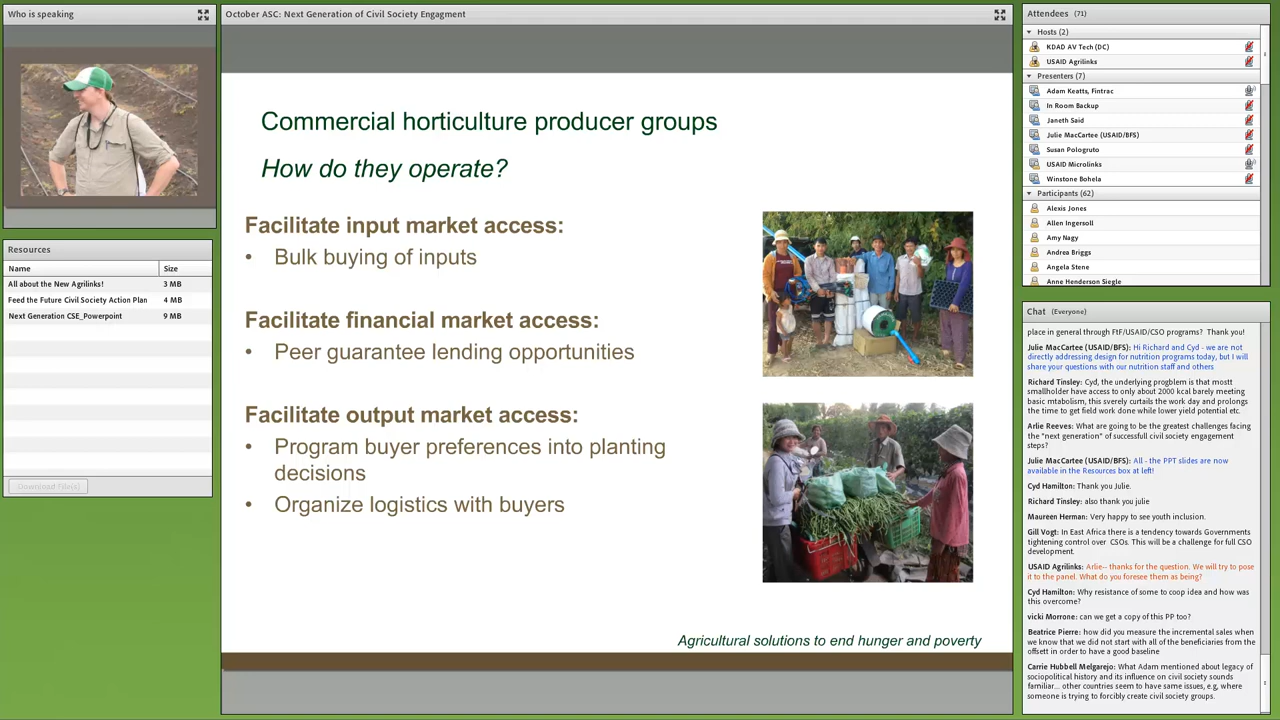 Who is speaking
October ASC: Next Generation of Civil Society Engagment
Attendees (71)
Hosts (2)
KDAD AV Tech (DC)
USAID Agrilinks
Presenters (7)
Adam Keatts, Fintrac
In Room Backup
Janeth Said
Julie MacCartee (USAID/BFS)
Susan Pologruto
USAID Microlinks
Winstone Bohela
Participants (62)
Alexis Jones
Allen Ingersoll
Amy Nagy
Andrea Briggs
Angela Stene
Anne Henderson Siegle
Resources
Name Size
All about the New Agrilinks! 3 MB
Feed the Future Civil Society Action Plan 4 MB
Next Generation CSE_Powerpoint 9 MB
Download File(s)
Commercial horticulture producer groups
How do they operate?
Facilitate input market access:
• Bulk buying of inputs
Facilitate financial market access:
• Peer guarantee lending opportunities
Facilitate output market access:
• Program buyer preferences into planting
decisions
• Organize logistics with buyers
Agricultural solutions to end hunger and poverty
Chat (Everyone)
place in general through FtF/USAID/CSO programs? Thank you!
Julie MacCartee (USAID/BFS): Hi Richard and Cyd - we are not
directly addressing design for nutrition programs today, but I will
share your questions with our nutrition staff and others
Richard Tinsley: Cyd, the underlying progblem is that mostt
smallholder have access to only about 2000 kcal barely meeting
basic mtabolism, this sverely curtails the work day and prolongs
the time to get field work done while lower yield potential etc.
Arlie Reeves: What are going to be the greatest challenges facing
the "next generation" of successfull civil society engagement
steps?
Julie MacCartee (USAID/BFS): All - the PPT slides are now
available in the Resources box at left!
Cyd Hamilton: Thank you Julie.
Richard Tinsley: also thank you julie
Maureen Herman: Very happy to see youth inclusion.
Gill Vogt: In East Africa there is a tendency towards Governments
tightening control over CSOs. This will be a challenge for full CSO
development.
USAID Agrilinks: Arlie-- thanks for the question. We will try to pose
it to the panel. What do you foresee them as being?
Cyd Hamilton: Why resistance of some to coop idea and how was
this overcome?
vicki Morrone: can we get a copy of this PP too?
Beatrice Pierre: how did you measure the incremental sales when
we know that we did not start with all of the beneficiaries from the
offsett in order to have a good baseline
Carrie Hubbell Melgarejo: What Adam mentioned about legacy of
sociopolitical history and its influence on civil society sounds
familiar... other countries seem to have same issues, e.g, where
someone is trying to forcibly create civil society groups.